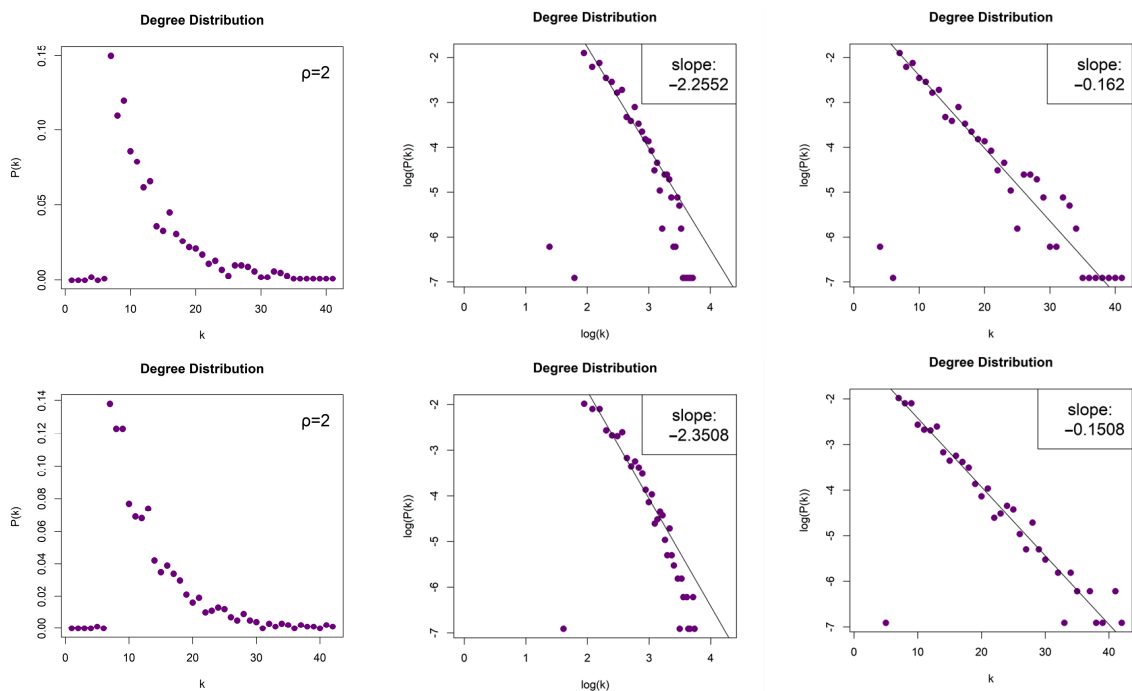 Degree Distribution
ρ=2
P(k)
0.15
0.10
0.05
0.00
0 10 20 30 40
k
Degree Distribution
slope:
−2.2552
log(P(k))
-2
-3
-4
-5
-6
-7
0 1 2 3 4
log(k)
Degree Distribution
slope:
−0.162
log(P(k))
-2
-3
-4
-5
-6
-7
0 10 20 30 40
k
Degree Distribution
ρ=2
P(k)
0.14
0.12
0.10
0.08
0.06
0.04
0.02
0.00
0 10 20 30 40
k
Degree Distribution
slope:
−2.3508
log(P(k))
-2
-3
-4
-5
-6
-7
0 1 2 3 4
log(k)
Degree Distribution
slope:
−0.1508
log(P(k))
-2
-3
-4
-5
-6
-7
0 10 20 30 40
k